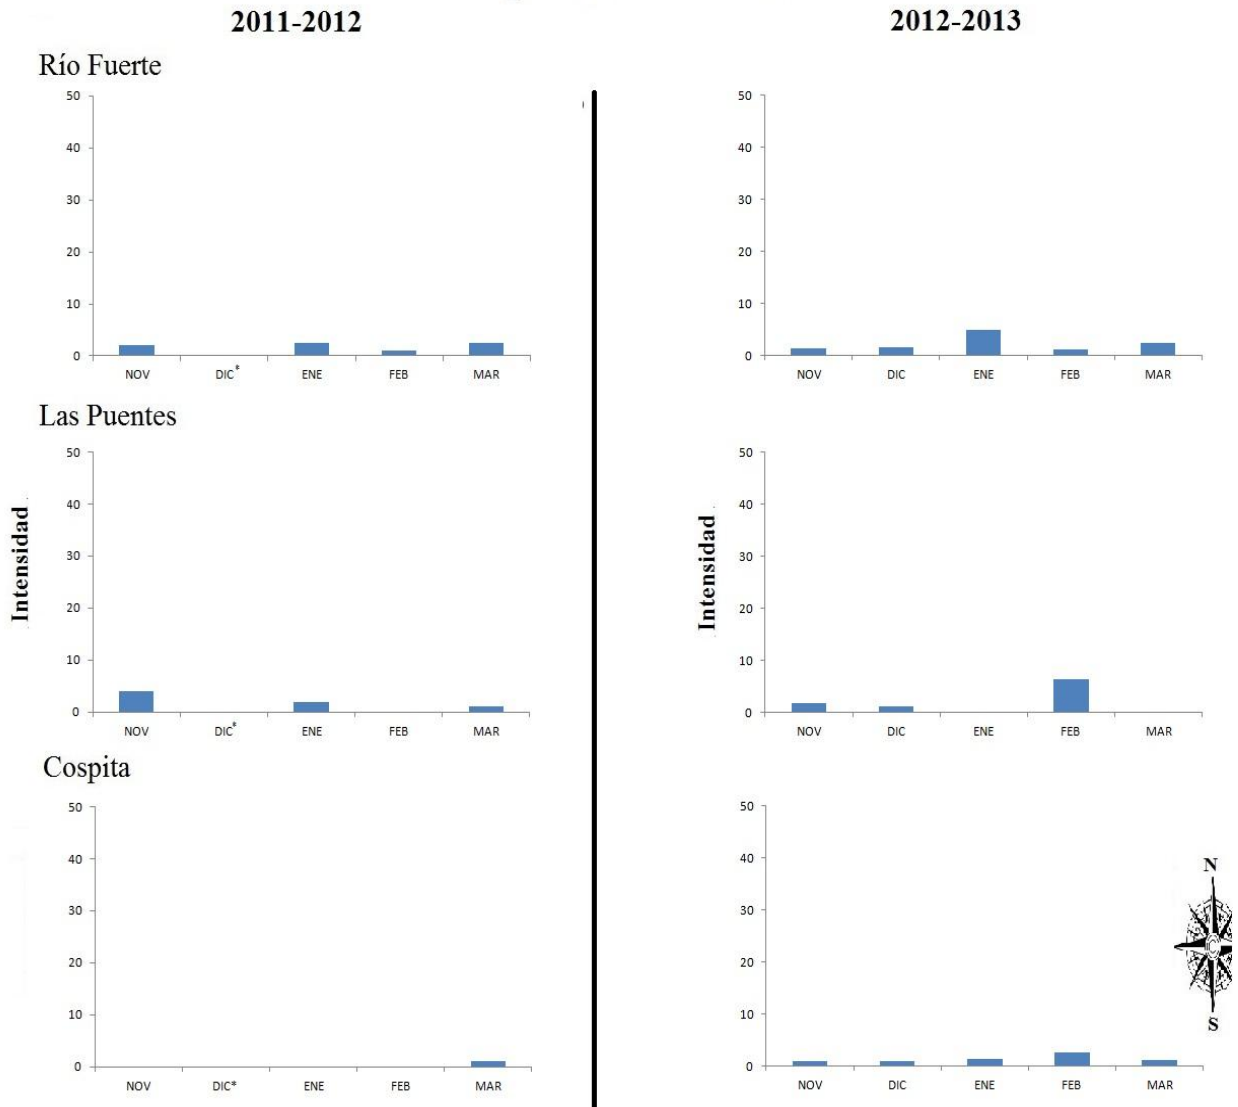 2011-2012
2012-2013
Río Fuerte
50
40
30
20
10
0
NOV DIC* ENE FEB MAR
50
40
30
20
10
0
NOV DIC ENE FEB MAR
Las Puentes
Intensidad
50
40
30
20
10
0
NOV DIC* ENE FEB MAR
Intensidad
50
40
30
20
10
0
NOV DIC ENE FEB MAR
Cospita
50
40
30
20
10
0
NOV DIC* ENE FEB MAR
50
40
30
20
10
0
NOV DIC ENE FEB MAR
N
S